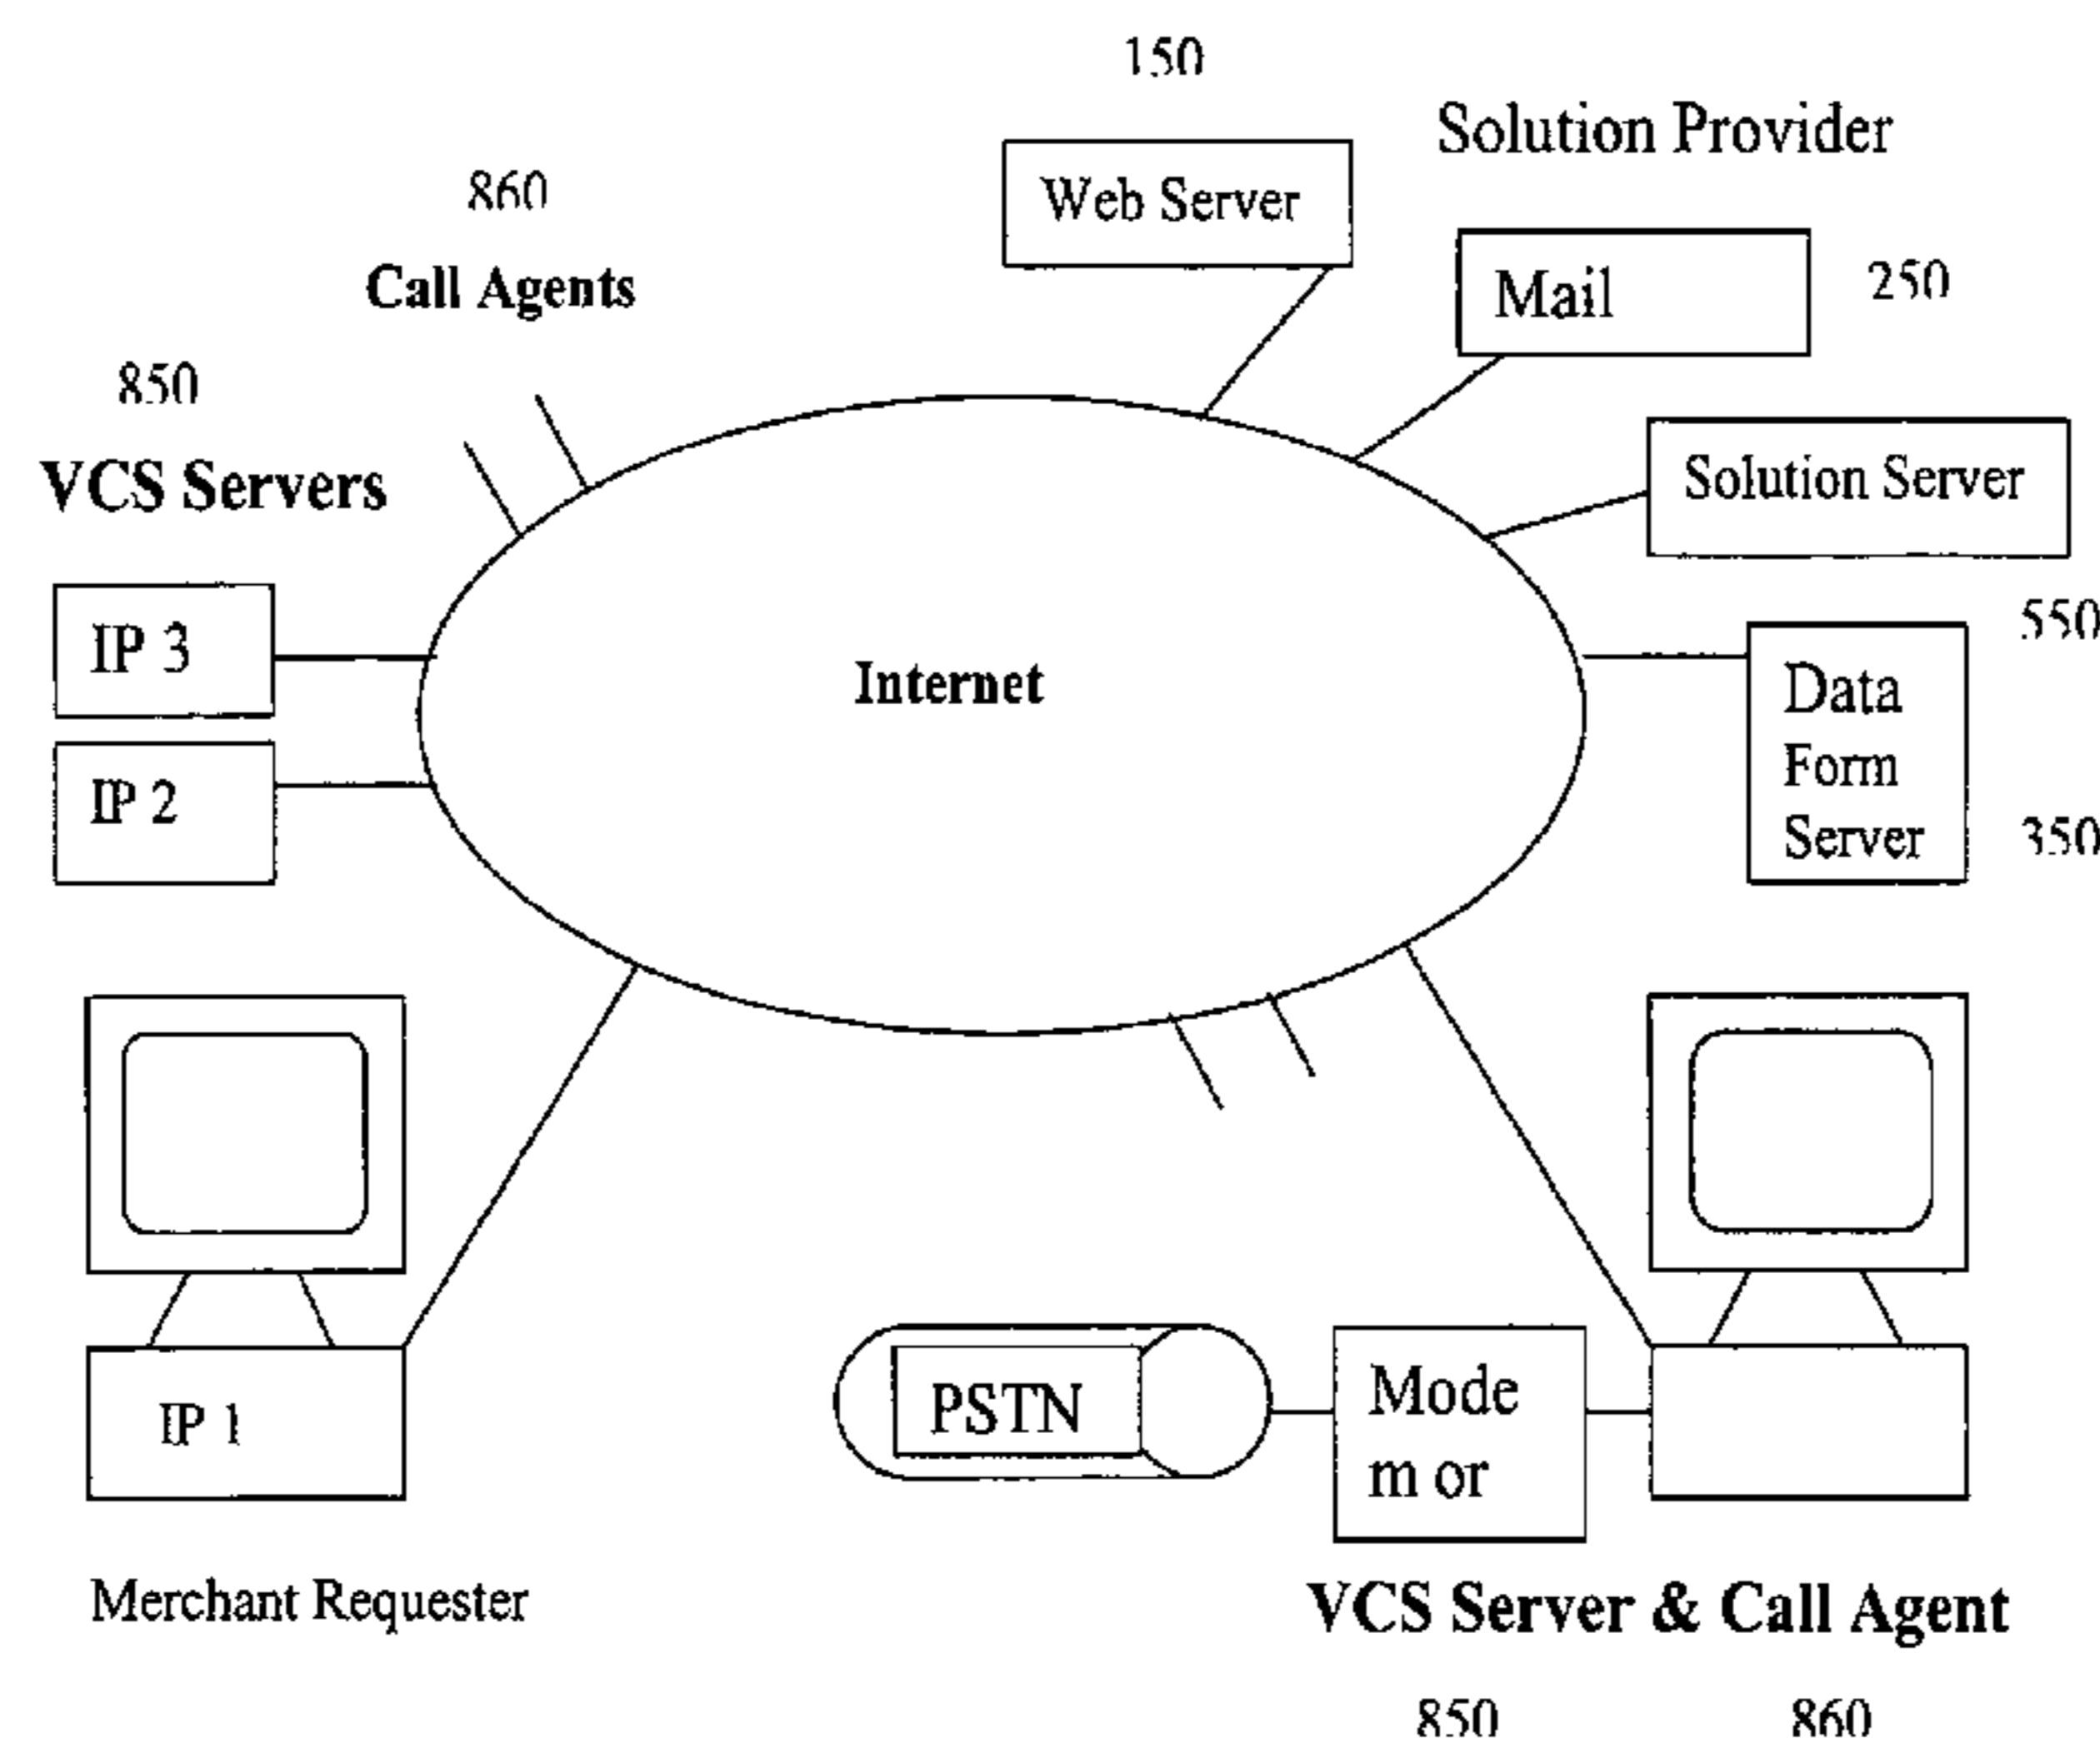 150
Solution Provider
Web Server
860
Call Agents
Mail
250
850
VCS Servers
Solution Server
IP 3
Internet
550
Data
Form
Server
IP 2
350
PSTN
Mode
m or
IP 1
Merchant Requester
VCS Server & Call Agent
850
860